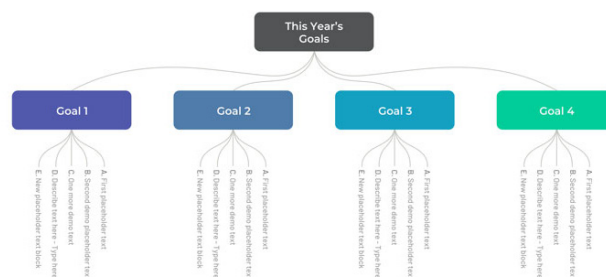 This Year's
Goals
Goal 1
Goal 2
Goal 3
Goal 4
A. First placeholder text
B. Second demo placeholder tex
C. One more demo text
D. Describe text here - Type here
E. New placeholder text block
A. First placeholder text
B. Second demo placeholder tex
C. One more demo text
D. Describe text here - Type here
E. New placeholder text block
A. First placeholder text
B. Second demo placeholder tex
C. One more demo text
D. Describe text here - Type here
E. New placeholder text block
A. First placeholder text
B. Second demo placeholder tex
C. One more demo text
D. Describe text here - Type here
E. New placeholder text block